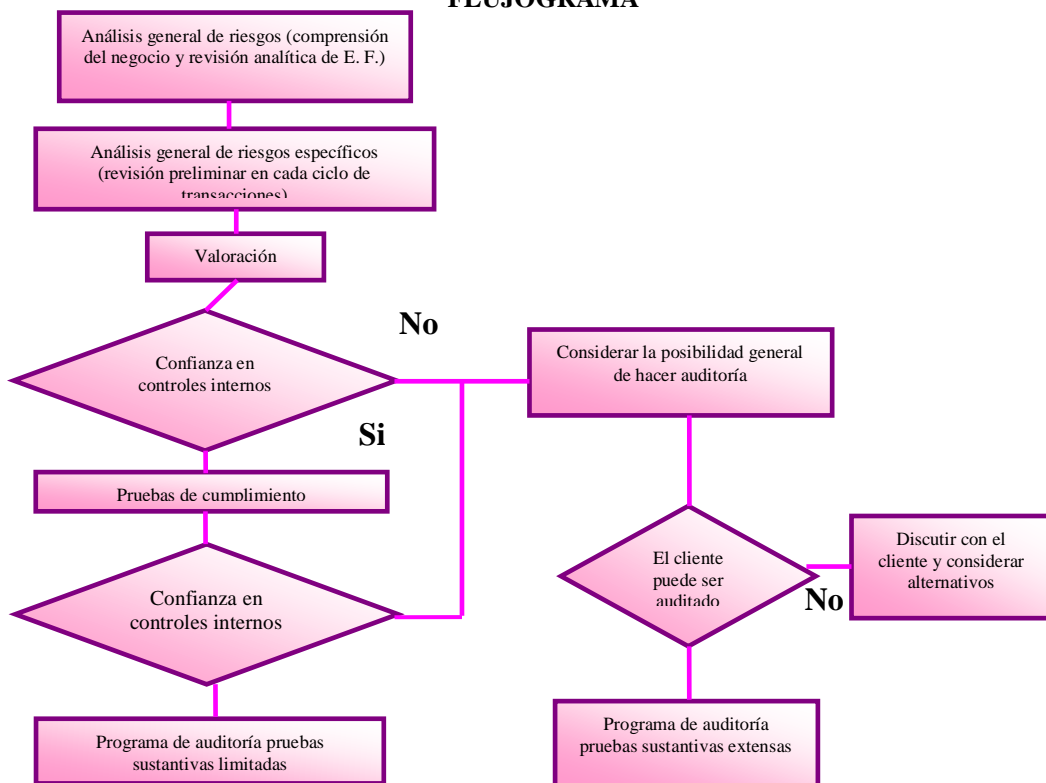 FLUJOGRAMA
Análisis general de riesgos (comprensión
del negocio y revisión analítica de E. F.)
Análisis general de riesgos específicos
(revisión preliminar en cada ciclo de
transacciones)
Valoración
No
Confianza en
controles internos
Considerar la posibilidad general
de hacer auditoría
Si
Pruebas de cumplimiento
El cliente
puede ser
auditado
Discutir con el
cliente y considerar
alternativos
No
Confianza en
controles internos
Programa de auditoría pruebas
sustantivas limitadas
Programa de auditoría
pruebas sustantivas extensas